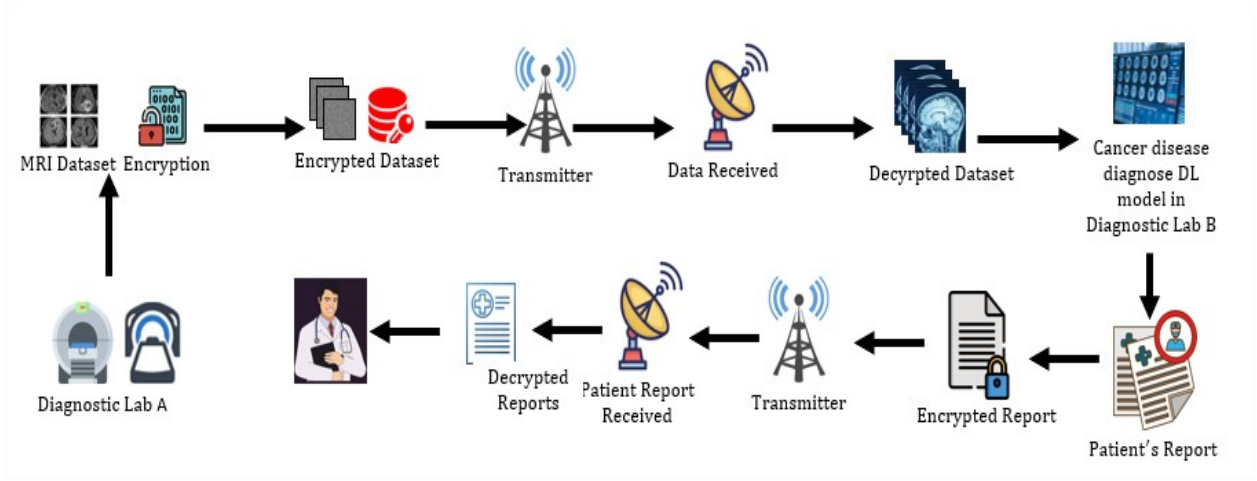 MRI Dataset
Encryption
Encrypted Dataset
Transmitter
Data Received
Decyrpted Dataset
Cancer disease
diagnose DL
model in
Diagnostic Lab B
Diagnostic Lab A
Decrypted
Reports
Patient Report
Received
Transmitter
Encrypted Report
Patient's Report